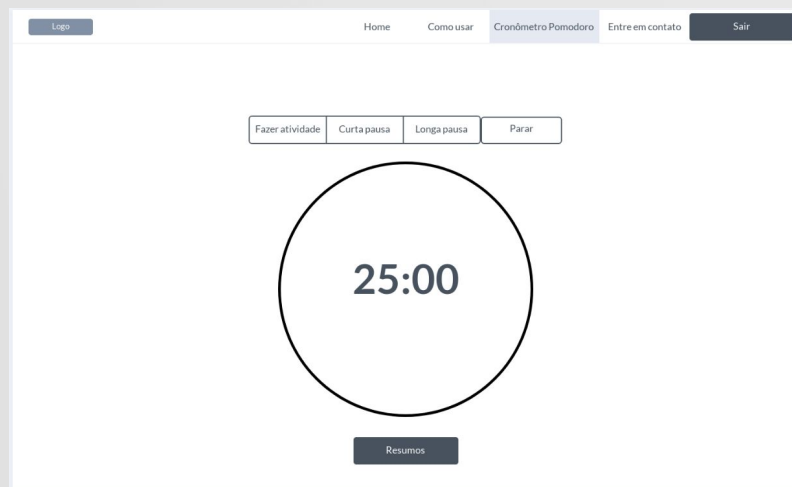 Logo
Home Como usar Cronômetro Pomodoro Entre em contato Sair
Fazer atividade Curta pausa Longa pausa Parar
25:00
Resumos